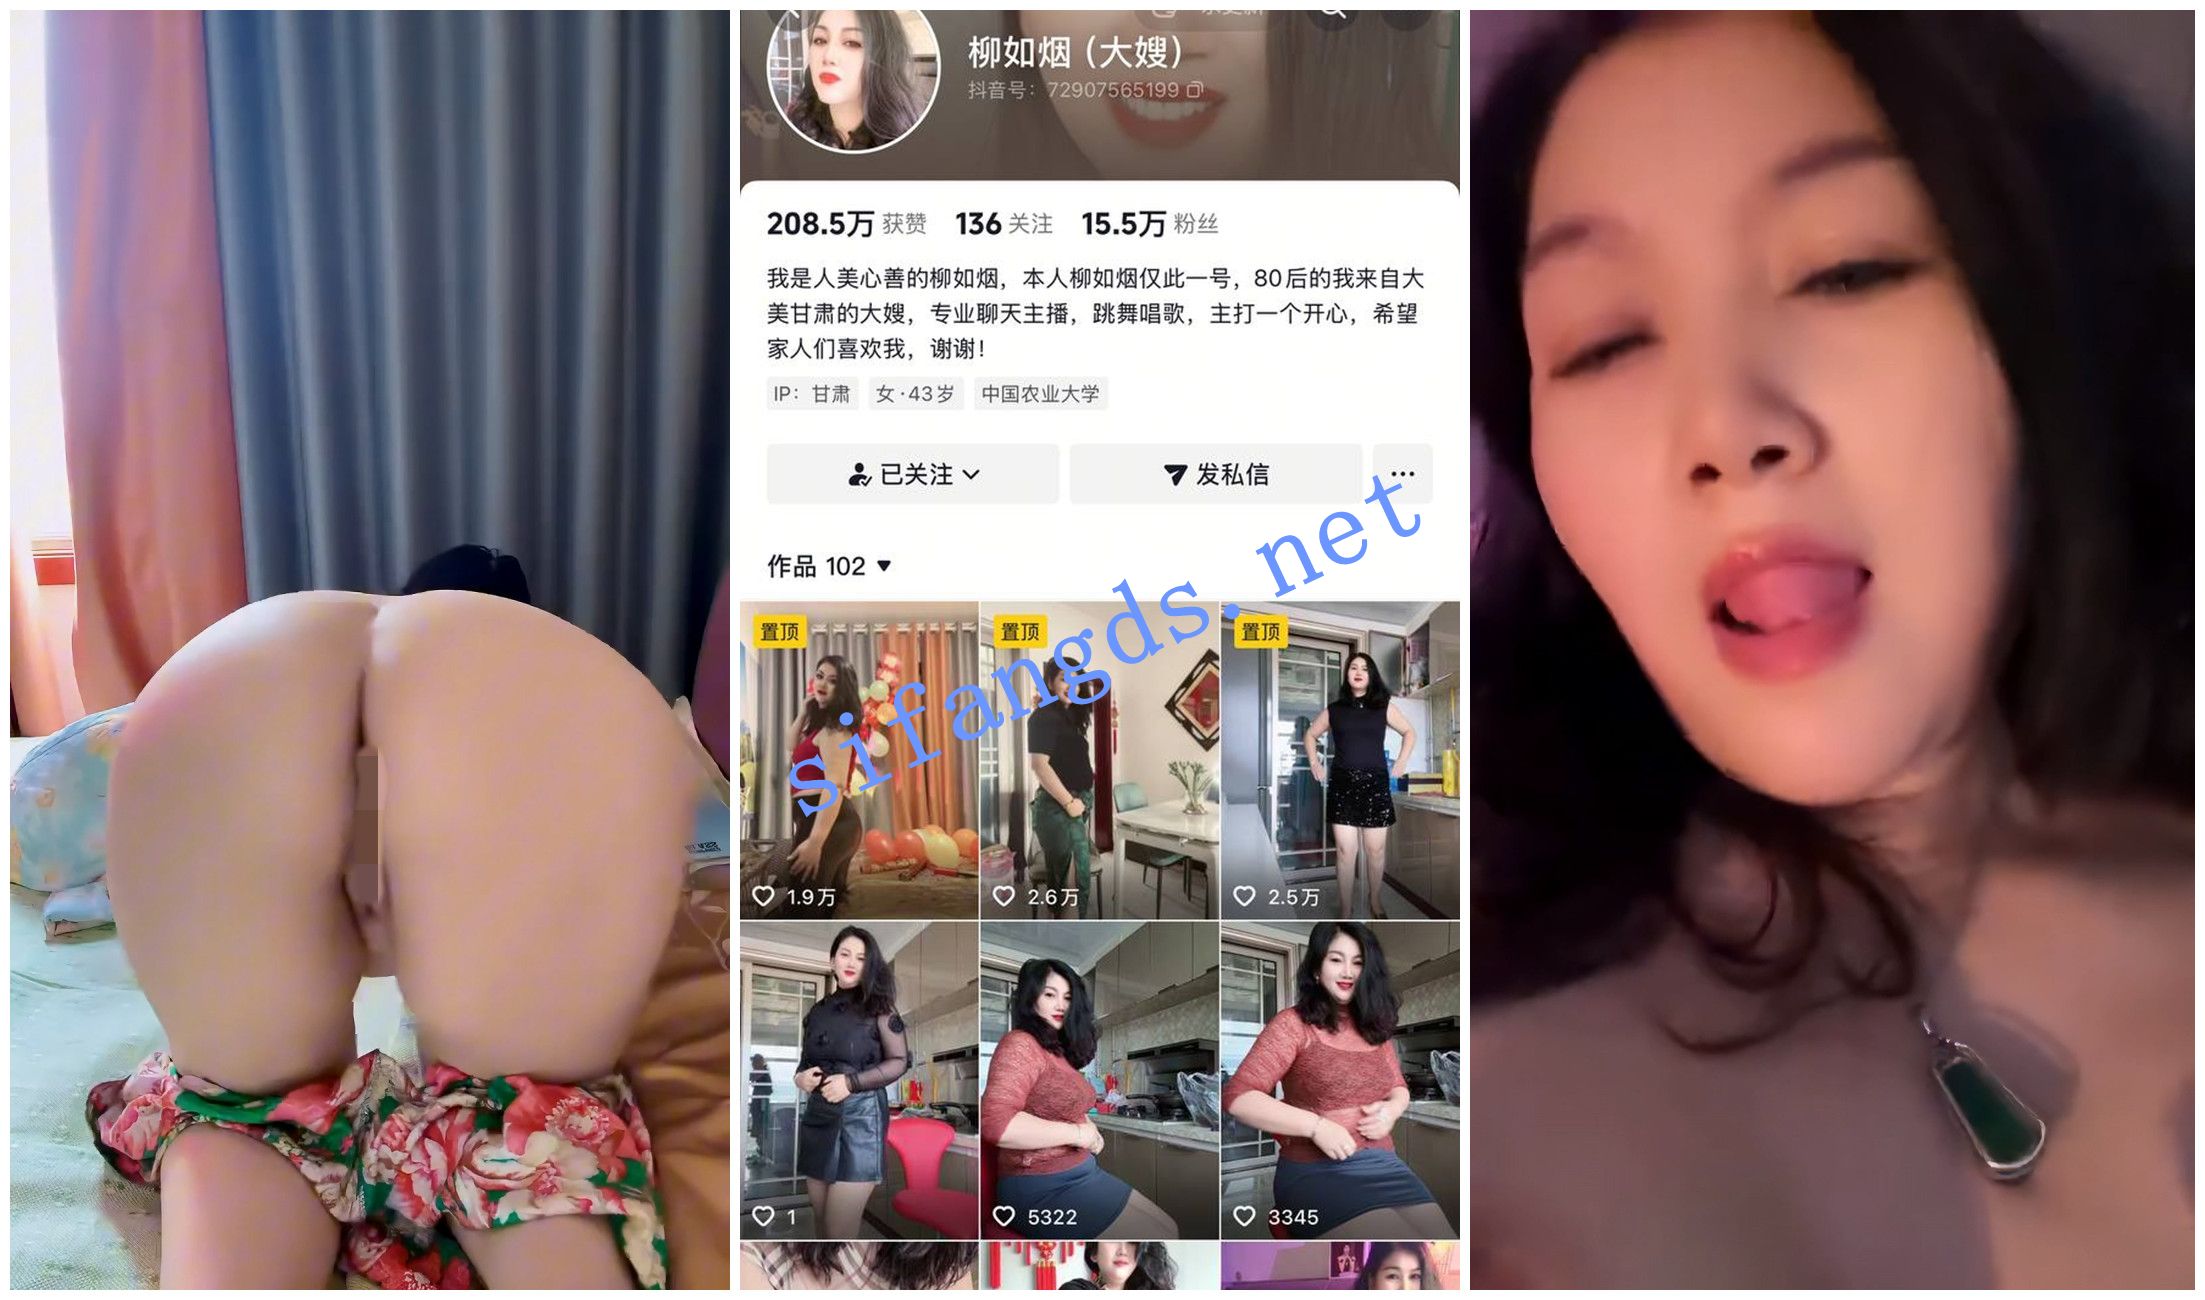 柳如烟（大嫂）
抖音号：72907565199
208.5万 获赞 136 关注 15.5万 粉丝
我是人美心善的柳如烟，本人柳如烟仅此一号，80后的我来自大
美甘肃的大嫂，专业聊天主播，跳舞唱歌，主打一个开心，希望
家人们喜欢我，谢谢！
IP：甘肃 女·43岁 中国农业大学
已关注 发私信
作品 102
置顶 置顶 置顶
1.9万 2.6万 2.5万
1 5322 3345
sifangds.net